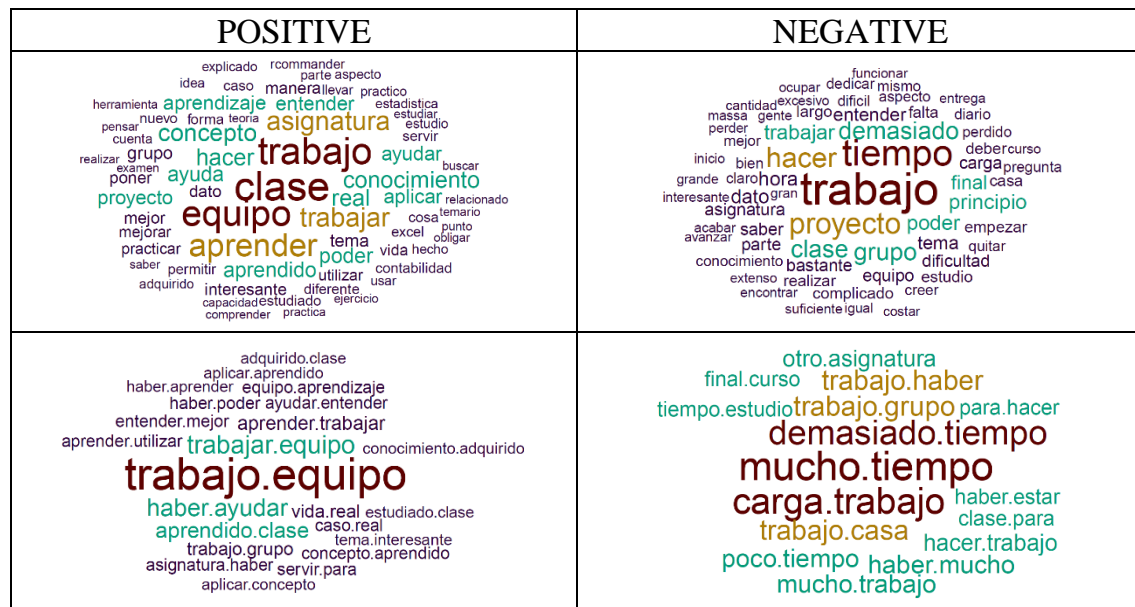 POSITIVE
NEGATIVE
explicado rcommander
parte aspecto
idea caso manera llevar practico
herramienta aprendizaje entender estadistica
nuevo forma teoria asignatura estudiar
pensar concepto estudio
cuenta servir
realizar grupo hacer trabajo ayudar
examen buscar
poner ayuda clase conocimiento
dato
proyecto real aplicar relacionado
equipo trabajar cosa temario
mejor excel punto
mejorar obligar
practicar aprender tema vida hecho
saber permitir poder contabilidad
aprendido utilizar
adquirido interesante diferente usar
capacidad estudiado ejercicio
comprender practica
funcionar
ocupar dedicar mismo
cantidad excesivo dificil aspecto entrega
massa gente largo entender falta diario
perder trabajar demasiado perdido
mejor deber curso
inicio bien hacer tiempo carga pregunta
grande claro hora final casa
interesante dato gran trabajo principio
asignatura
acabar saber proyecto poder empezar
avanzar parte clase grupo tema quitar
conocimiento bastante dificultad
extenso realizar equipo estudio
encontrar complicado creer
suficiente igual costar
adquirido.clase
aplicar.aprendido
haber.aprender equipo.aprendizaje
haber.poder ayudar.entender
entender.mejor aprender.trabajar
aprender.utilizar trabajar.equipo conocimiento.adquirido
trabajo.equipo
haber.ayudar vida.real estudiado.clase
aprendido.clase caso.real
tema.interesante
trabajo.grupo concepto.aprendido
asignatura.haber servir.para
aplicar.concepto
otro.asignatura
final.curso trabajo.haber
tiempo.estudio trabajo.grupo para.hacer
demasiado.tiempo
mucho.tiempo
carga.trabajo haber.estar
clase.para
trabajo.casa hacer.trabajo
poco.tiempo haber.mucho
mucho.trabajo